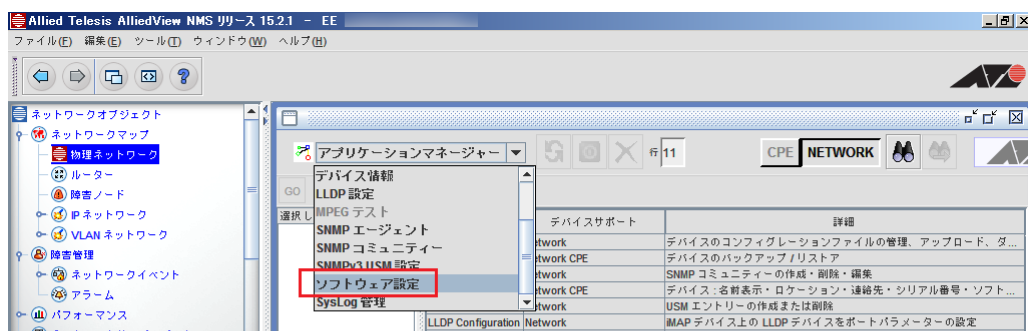 Allied Telesis AlliedView NMS リリース 15.2.1 - EE
ファイル(F) 編集(E) ツール(T) ウィンドウ(W) ヘルプ(H)
ネットワークオブジェクト
ネットワークマップ
物理ネットワーク
ルーター
障害ノード
IP ネットワーク
VLAN ネットワーク
障害管理
ネットワークイベント
アラーム
パフォーマンス
アプリケーションマネージャー
行 11
CPE NETWORK
GO
デバイス情報
LLDP 設定
MPEG テスト
SNMP エージェント
SNMP コミュニティー
SNMPv3 USM 設定
ソフトウェア設定
SysLog 管理
選択し
デバイスサポート 詳細
etwork デバイスのコンフィグレーションファイルの管理、アップロード、ダ...
etwork CPE デバイスのバックアップ / リストア
etwork SNMP コミュニティーの作成・削除・編集
etwork CPE デバイス : 名前表示・ロケーション・連絡先・シリアル番号・ソフト...
etwork USM エントリーの作成または削除
LLDP Configuration Network iMAP デバイス上の LLDP デバイスをポートパラメーターの設定